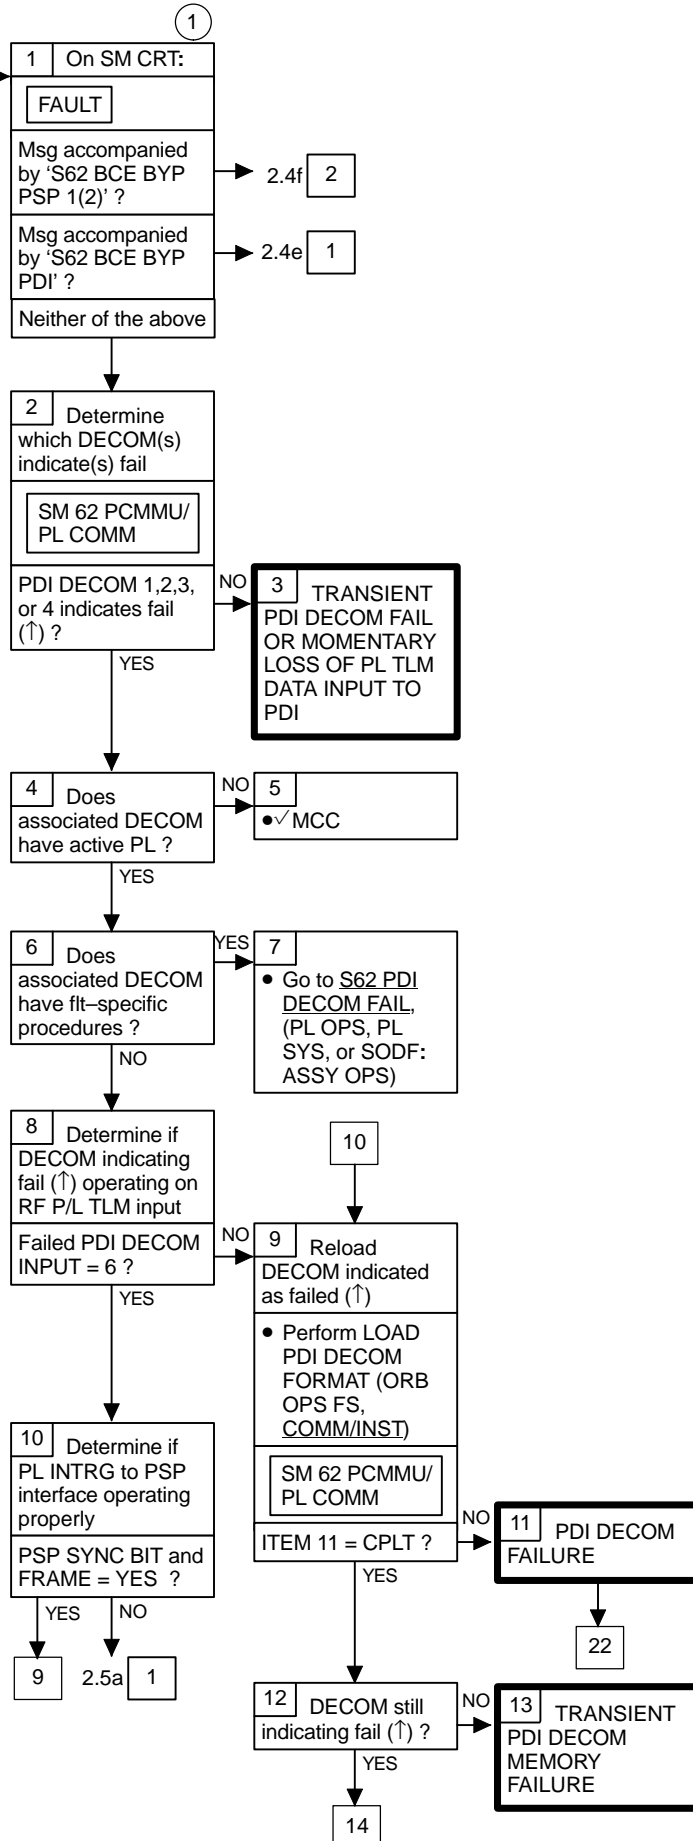 1
1 On SM CRT:
FAULT
Msg accompanied
by ‘S62 BCE BYP
PSP 1(2)’ ?
2.4f 2
Msg accompanied
by ‘S62 BCE BYP
PDI’ ?
2.4e 1
Neither of the above
2 Determine
which DECOM(s)
indicate(s) fail
SM 62 PCMMU/
PL COMM
PDI DECOM 1,2,3,
or 4 indicates fail
(↑) ?
NO
YES
3 TRANSIENT
PDI DECOM FAIL
OR MOMENTARY
LOSS OF PL TLM
DATA INPUT TO
PDI
4 Does
associated DECOM
have active PL ?
NO
YES
5
●✓MCC
6 Does
associated DECOM
have flt–specific
procedures ?
YES
NO
7
● Go to S62 PDI
DECOM FAIL,
(PL OPS, PL
SYS, or SODF:
ASSY OPS)
8 Determine if
DECOM indicating
fail (↑) operating on
RF P/L TLM input
Failed PDI DECOM
INPUT = 6 ?
NO
YES
10
9 Reload
DECOM indicated
as failed (↑)
● Perform LOAD
PDI DECOM
FORMAT (ORB
OPS FS,
COMM/INST)
SM 62 PCMMU/
PL COMM
ITEM 11 = CPLT ?
NO
YES
10 Determine if
PL INTRG to PSP
interface operating
properly
PSP SYNC BIT and
FRAME = YES ?
YES NO
9 2.5a 1
11 PDI DECOM
FAILURE
22
12 DECOM still
indicating fail (↑) ?
NO
YES
14
13 TRANSIENT
PDI DECOM
MEMORY
FAILURE